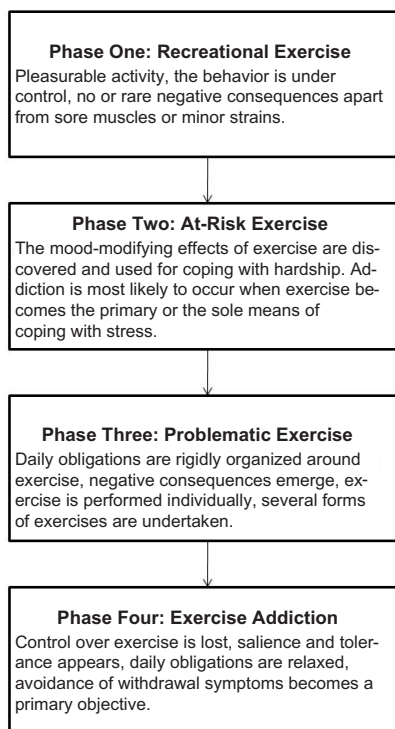 Phase One: Recreational Exercise
Pleasurable activity, the behavior is under
control, no or rare negative consequences apart
from sore muscles or minor strains.
Phase Two: At-Risk Exercise
The mood-modifying effects of exercise are dis-
covered and used for coping with hardship. Ad-
diction is most likely to occur when exercise be-
comes the primary or the sole means of
coping with stress.
Phase Three: Problematic Exercise
Daily obligations are rigidly organized around
exercise, negative consequences emerge, ex-
ercise is performed individually, several forms
of exercises are undertaken.
Phase Four: Exercise Addiction
Control over exercise is lost, salience and toler-
ance appears, daily obligations are relaxed,
avoidance of withdrawal symptoms becomes a
primary objective.